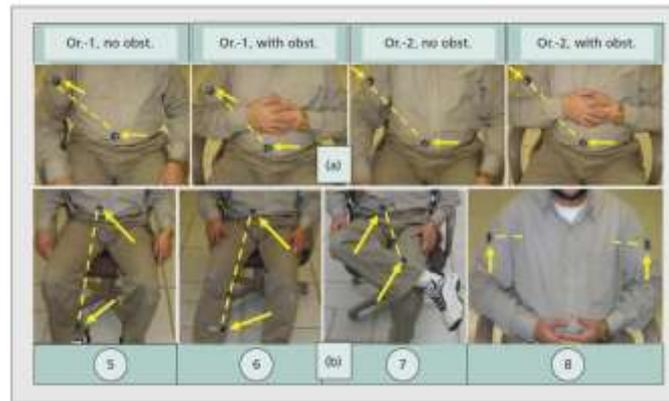 Or.-1, no obst.
Or.-1, with obst.
Or.-2, no obst.
Or.-2, with obst.
(a)
5
6
(b)
7
8